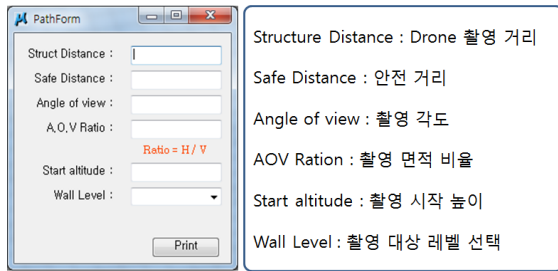 PathForm
Struct Distance :
Safe Distance :
Angle of view :
A,O,V Ratio :
Ratio = H / V
Start altitude :
Wall Level :
Print
Structure Distance : Drone 촬영 거리
Safe Distance : 안전 거리
Angle of view : 촬영 각도
AOV Ration : 촬영 면적 비율
Start altitude : 촬영 시작 높이
Wall Level : 촬영 대상 레벨 선택